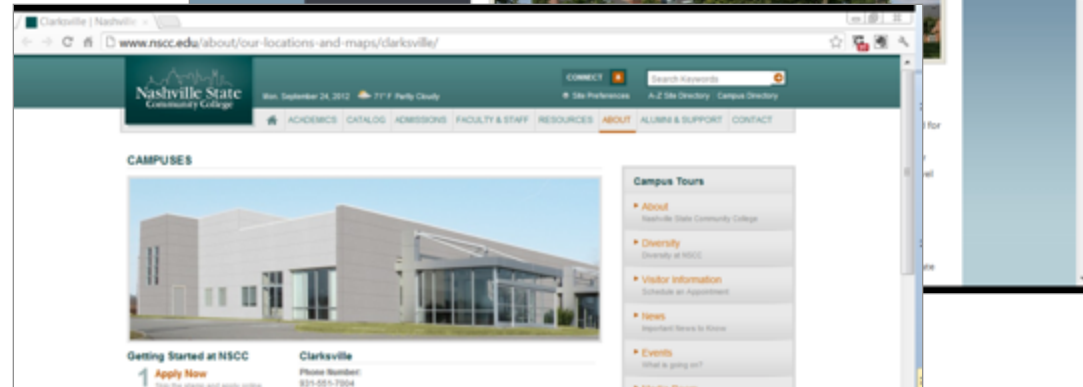 Clarksville | Nashville
www.nscc.edu/about/our-locations-and-maps/clarksville/
Nashville State
Community College
Mon. September 24, 2012 71° F Partly Cloudy
CONNECT +
Search Keywords
Site Preferences A-Z Site Directory Campus Directory
ACADEMICS CATALOG ADMISSIONS FACULTY & STAFF RESOURCES ABOUT ALUMNI & SUPPORT CONTACT
CAMPUSES
Campus Tours
About
Nashville State Community College
Diversity
Diversity at NSCC
Visitor Information
Schedule an Appointment
News
Important News to Know
Events
What is going on?
Getting Started at NSCC
1 Apply Now
Clarksville
Phone Number:
931-551-7004
for